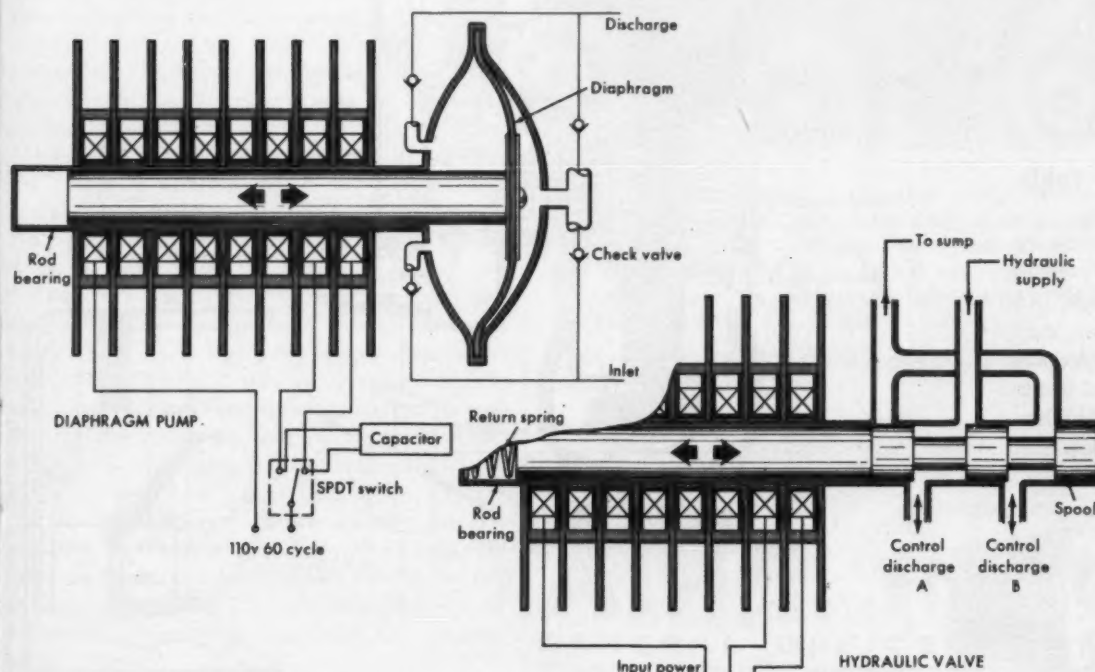 Discharge
Diaphragm
Rod
bearing
Check valve
To sump
Hydraulic
supply
Inlet
DIAPHRAGM PUMP
Return spring
Capacitor
SPDT switch
Rod
bearing
Spool
110v 60 cycle
Control
discharge
A
Control
discharge
B
Input power
HYDRAULIC VALVE